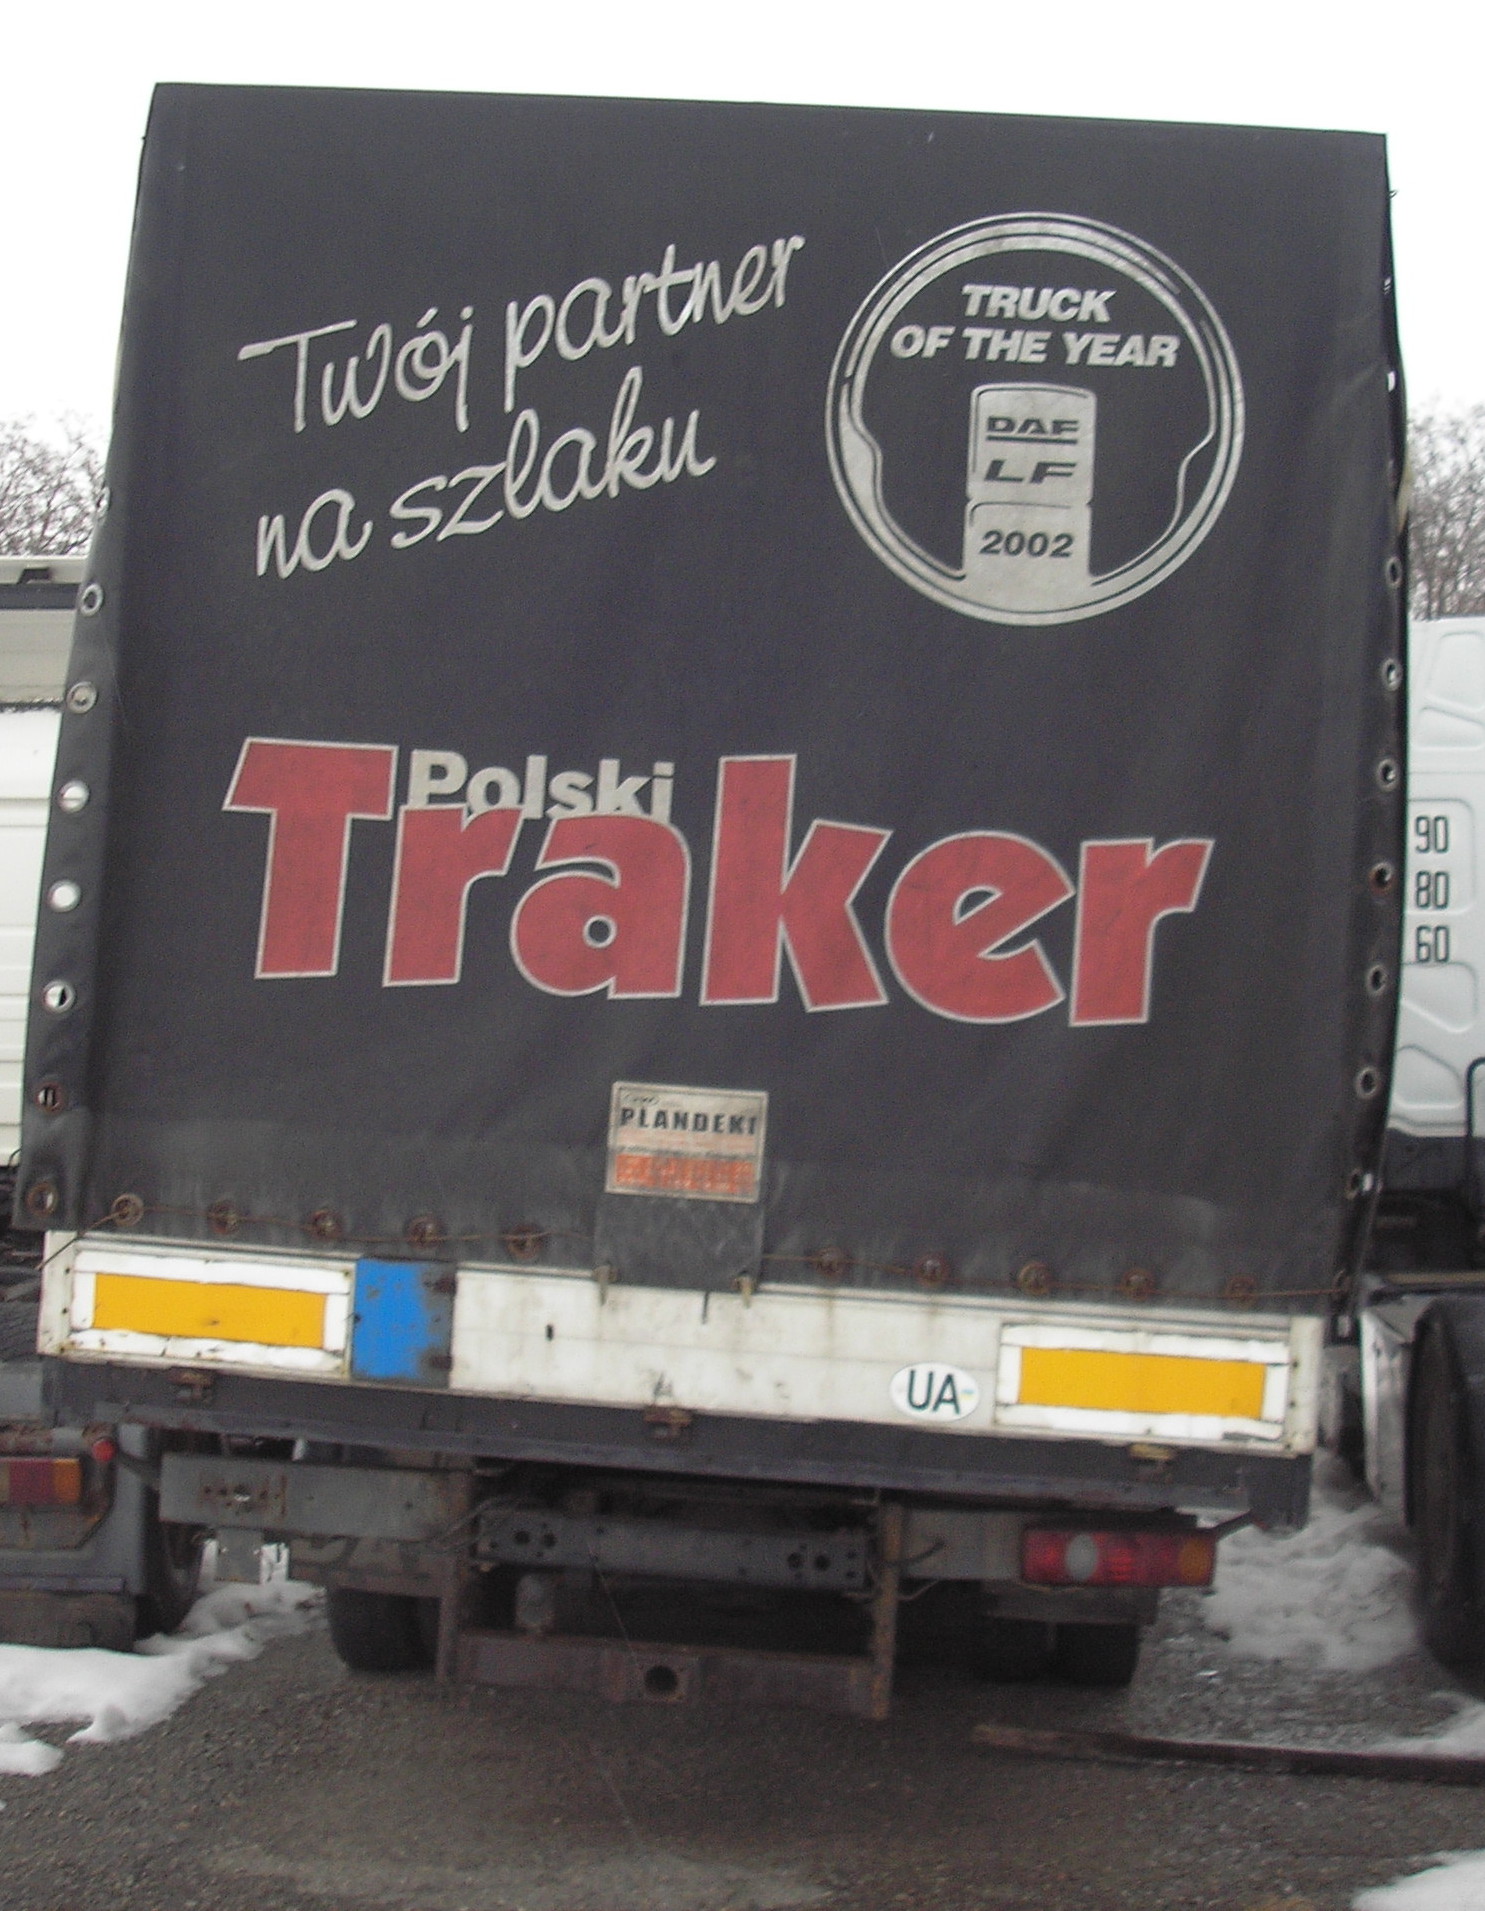 Twój partner
na szlaku
TRUCK
OF THE YEAR
DAF
LF
2002
Polski
Traker
90
80
60
PLANDEKI
UA